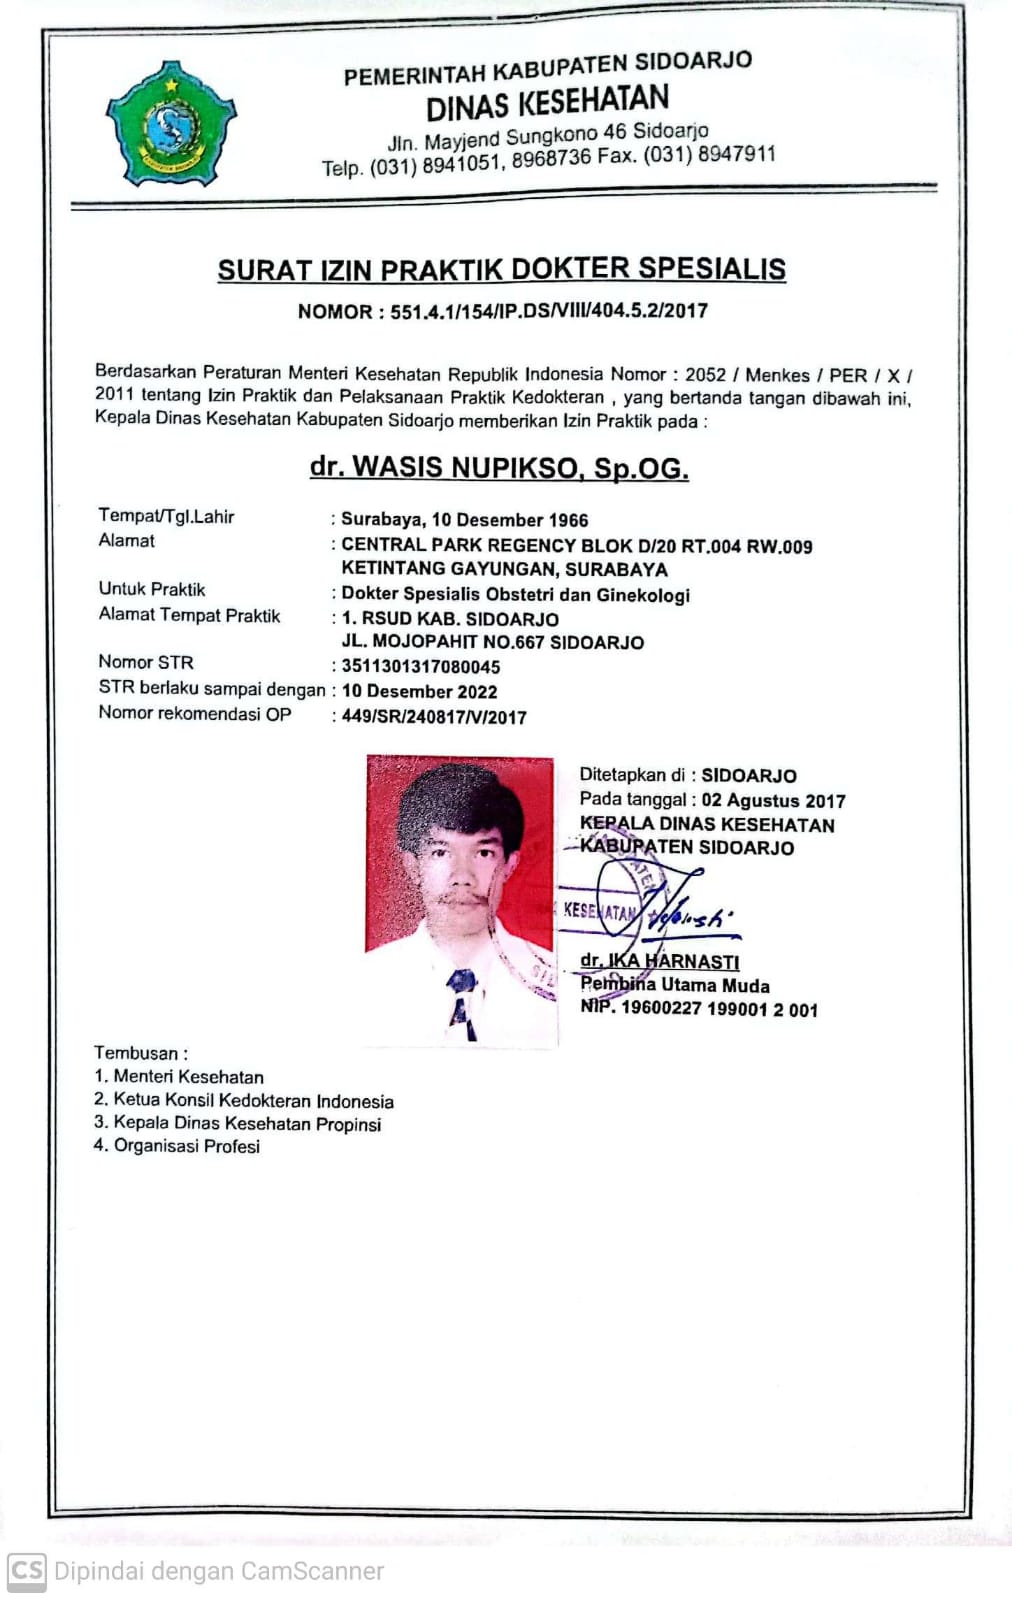 PEMERINTAH KABUPATEN SIDOARJO
DINAS KESEHATAN
Jln. Mayjend Sungkono 46 Sidoarjo
Telp. (031) 8941051, 8968736 Fax. (031) 8947911
SURAT IZIN PRAKTIK DOKTER SPESIALIS
NOMOR : 551.4.1/154/IP.DS/VIII/404.5.2/2017
Berdasarkan Peraturan Menteri Kesehatan Republik Indonesia Nomor : 2052 / Menkes / PER / X /
2011 tentang Izin Praktik dan Pelaksanaan Praktik Kedokteran , yang bertanda tangan dibawah ini,
Kepala Dinas Kesehatan Kabupaten Sidoarjo memberikan Izin Praktik pada :
dr. WASIS NUPIKSO, Sp.OG.
Tempat/Tgl.Lahir : Surabaya, 10 Desember 1966
Alamat : CENTRAL PARK REGENCY BLOK D/20 RT.004 RW.009
KETINTANG GAYUNGAN, SURABAYA
Untuk Praktik : Dokter Spesialis Obstetri dan Ginekologi
Alamat Tempat Praktik : 1. RSUD KAB. SIDOARJO
JL. MOJOPAHIT NO.667 SIDOARJO
Nomor STR : 3511301317080045
STR berlaku sampai dengan : 10 Desember 2022
Nomor rekomendasi OP : 449/SR/240817/V/2017
Ditetapkan di : SIDOARJO
Pada tanggal : 02 Agustus 2017
KEPALA DINAS KESEHATAN
KABUPATEN SIDOARJO
KESEHATAN
dr. IKA HARNASTI
Pembina Utama Muda
NIP. 19600227 199001 2 001
Tembusan :
1. Menteri Kesehatan
2. Ketua Konsil Kedokteran Indonesia
3. Kepala Dinas Kesehatan Propinsi
4. Organisasi Profesi
CS Dipindai dengan CamScanner